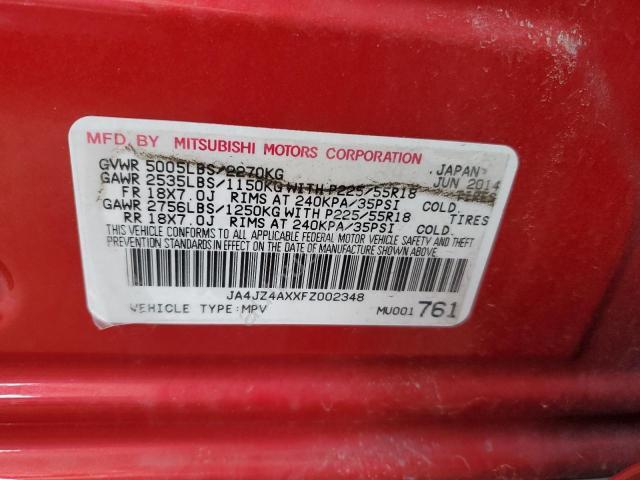 MFD. BY MITSUBISHI MOTORS CORPORATION
JAPAN
GVWR 5005LBS/2270KG JUN 2014
GAWR 2535LBS/1150KG WITH P225/55R18 TIRES
FR 18X7.0J RIMS AT 240KPA/35PSI COLD.
GAWR 2756LBS/1250KG WITH P225/55R18 TIRES
RR 18X7.0J RIMS AT 240KPA/35PSI COLD.
THIS VEHICLE CONFORMS TO ALL APPLICABLE FEDERAL MOTOR VEHICLE SAFETY AND THEFT
PREVENTION STANDARDS IN EFFECT ON THE DATE OF MANUFACTURE SHOWN ABOVE.
JA4JZ4AXXFZ002348
VEHICLE TYPE:MPV MU001 761